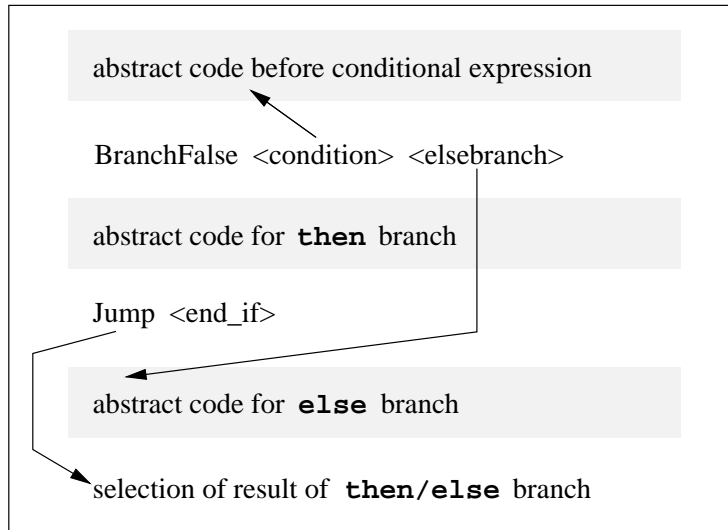 abstract code before conditional expression
BranchFalse <condition> <elsebranch>
abstract code for then branch
Jump <end_if>
abstract code for else branch
selection of result of then/else branch